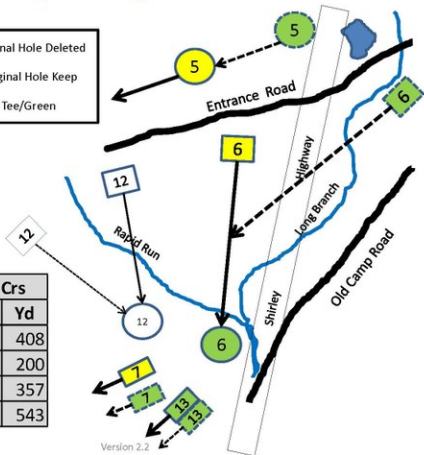 nal Hole Deleted
ginal Hole Keep
Tee/Green
5
5
Entrance Road
6
6
Highway
12
Long Branch
12
Rapid Run
Old Camp Road
Shirley
12
6
Crs
Yd
408
200
357
543
7
7
13
13
Version 2.2